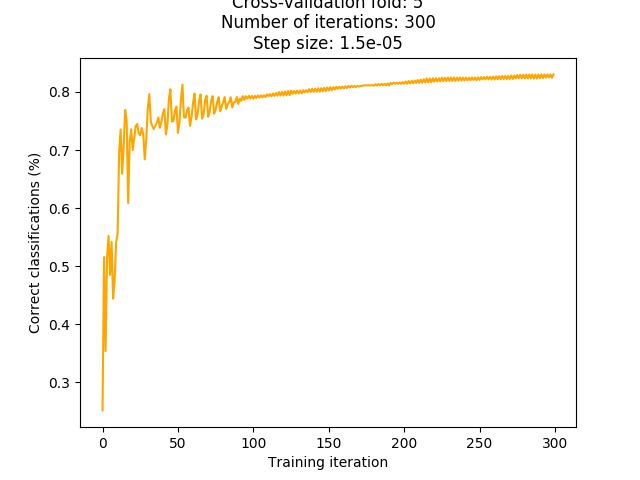 Cross-validation fold: 5
Number of iterations: 300
Step size: 1.5e-05
0.8
0.7
0.6
0.5
0.4
0.3
Correct classifications (%)
0 50 100 150 200 250 300
Training iteration